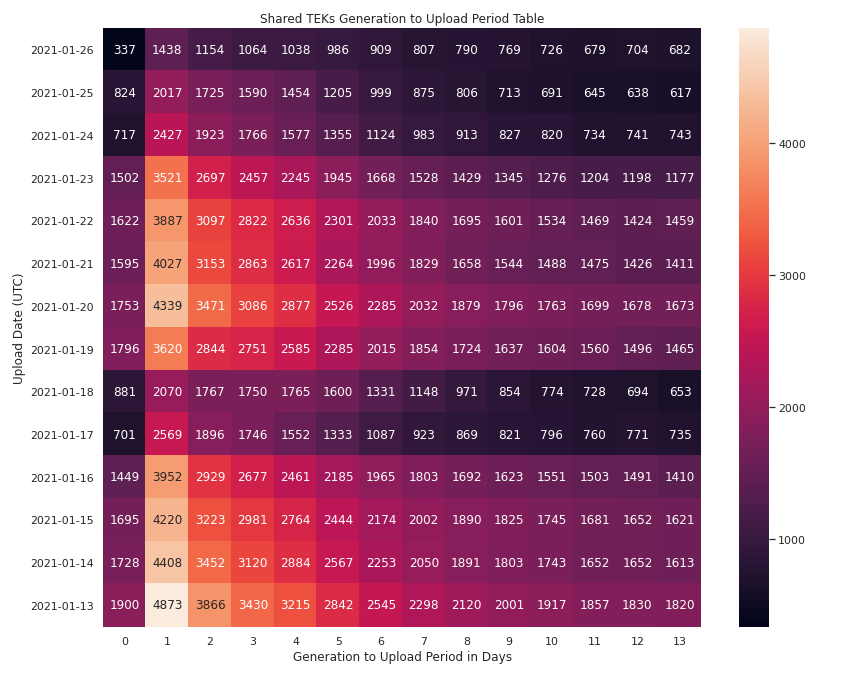 Shared TEKs Generation to Upload Period Table
2021-01-26 337 1438 1154 1064 1038 986 909 807 790 769 726 679 704 682
2021-01-25 824 2017 1725 1590 1454 1205 999 875 806 713 691 645 638 617
2021-01-24 717 2427 1923 1766 1577 1355 1124 983 913 827 820 734 741 743
2021-01-23 1502 3521 2697 2457 2245 1945 1668 1528 1429 1345 1276 1204 1198 1177
2021-01-22 1622 3887 3097 2822 2636 2301 2033 1840 1695 1601 1534 1469 1424 1459
2021-01-21 1595 4027 3153 2863 2617 2264 1996 1829 1658 1544 1488 1475 1426 1411
2021-01-20 1753 4339 3471 3086 2877 2526 2285 2032 1879 1796 1763 1699 1678 1673
2021-01-19 1796 3620 2844 2751 2585 2285 2015 1854 1724 1637 1604 1560 1496 1465
2021-01-18 881 2070 1767 1750 1765 1600 1331 1148 971 854 774 728 694 653
2021-01-17 701 2569 1896 1746 1552 1333 1087 923 869 821 796 760 771 735
2021-01-16 1449 3952 2929 2677 2461 2185 1965 1803 1692 1623 1551 1503 1491 1410
2021-01-15 1695 4220 3223 2981 2764 2444 2174 2002 1890 1825 1745 1681 1652 1621
2021-01-14 1728 4408 3452 3120 2884 2567 2253 2050 1891 1803 1743 1652 1652 1613
2021-01-13 1900 4873 3866 3430 3215 2842 2545 2298 2120 2001 1917 1857 1830 1820
0 1 2 3 4 5 6 7 8 9 10 11 12 13
Generation to Upload Period in Days
Upload Date (UTC)
4000
3000
2000
1000